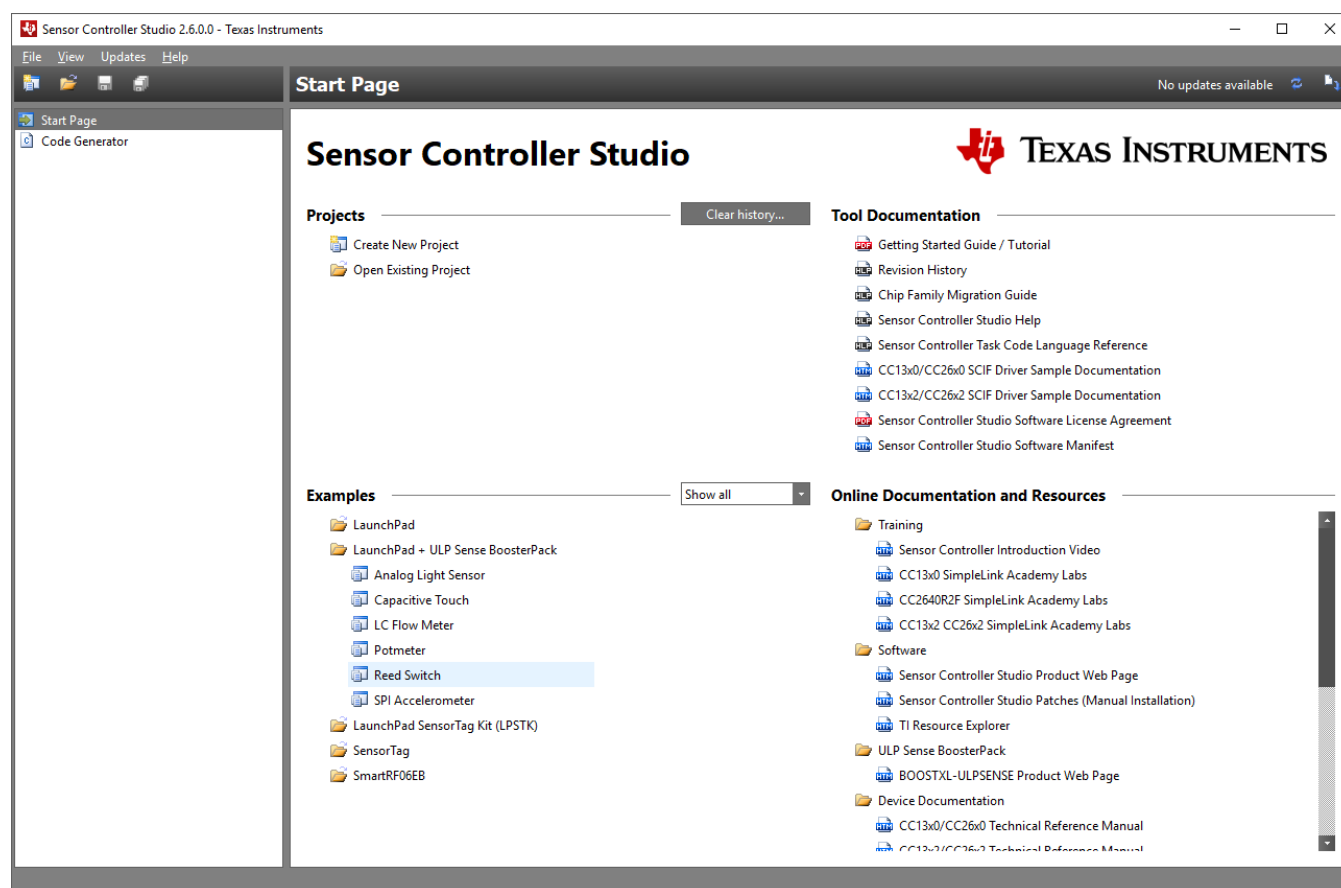 Sensor Controller Studio 2.6.0.0 - Texas Instruments
File View Updates Help
Start Page
No updates available
Start Page
Code Generator
Sensor Controller Studio
TEXAS INSTRUMENTS
Projects
Clear history...
Create New Project
Open Existing Project
Tool Documentation
Getting Started Guide / Tutorial
Revision History
Chip Family Migration Guide
Sensor Controller Studio Help
Sensor Controller Task Code Language Reference
CC13x0/CC26x0 SCIF Driver Sample Documentation
CC13x2/CC26x2 SCIF Driver Sample Documentation
Sensor Controller Studio Software License Agreement
Sensor Controller Studio Software Manifest
Examples
Show all
LaunchPad
LaunchPad + ULP Sense BoosterPack
Analog Light Sensor
Capacitive Touch
LC Flow Meter
Potmeter
Reed Switch
SPI Accelerometer
LaunchPad SensorTag Kit (LPSTK)
SensorTag
SmartRF06EB
Online Documentation and Resources
Training
Sensor Controller Introduction Video
CC13x0 SimpleLink Academy Labs
CC2640R2F SimpleLink Academy Labs
CC13x2 CC26x2 SimpleLink Academy Labs
Software
Sensor Controller Studio Product Web Page
Sensor Controller Studio Patches (Manual Installation)
TI Resource Explorer
ULP Sense BoosterPack
BOOSTXL-ULPSENSE Product Web Page
Device Documentation
CC13x0/CC26x0 Technical Reference Manual
CC13x2/CC26x2 Technical Reference Manual